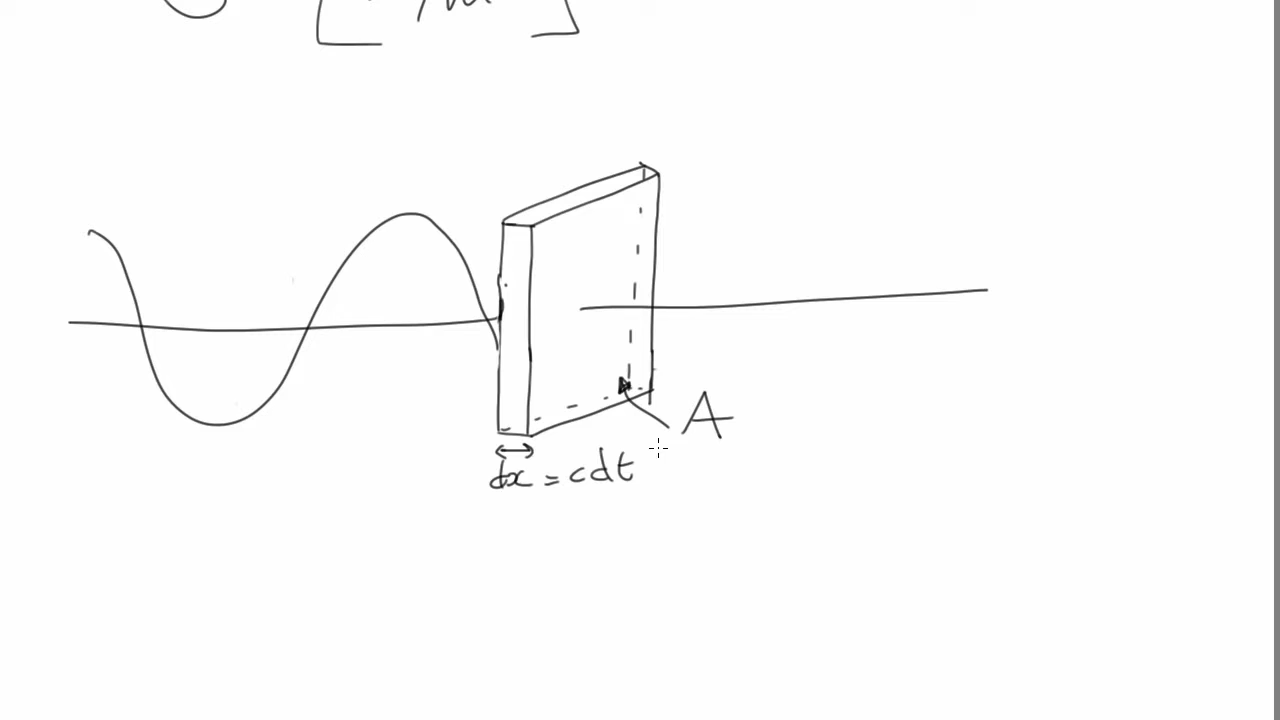 A
dx = cdt